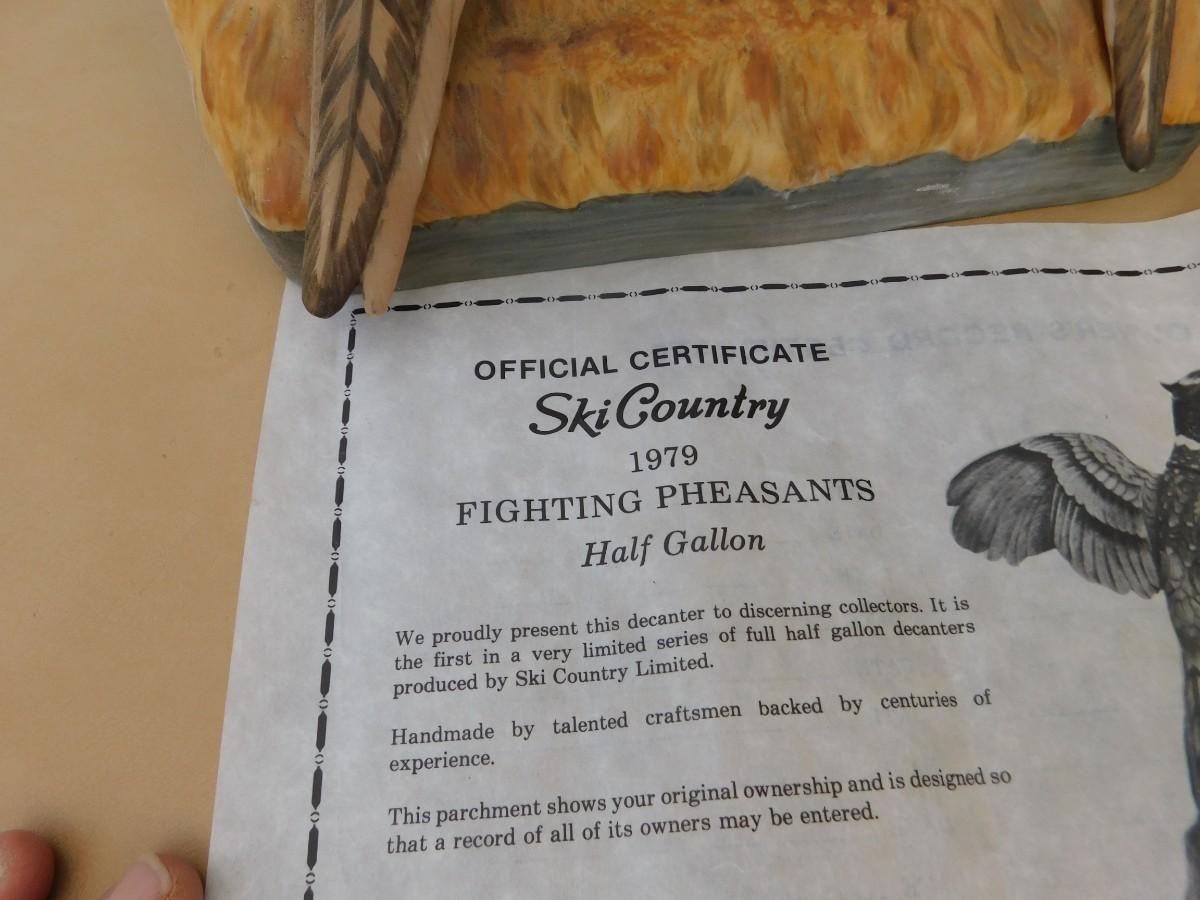 OFFICIAL CERTIFICATE
Ski Country
1979
FIGHTING PHEASANTS
Half Gallon
We proudly present this decanter to discerning collectors. It is
the first in a very limited series of full half gallon decanters
produced by Ski Country Limited.
Handmade by talented craftsmen backed by centuries of
experience.
This parchment shows your original ownership and is designed so
that a record of all of its owners may be entered.